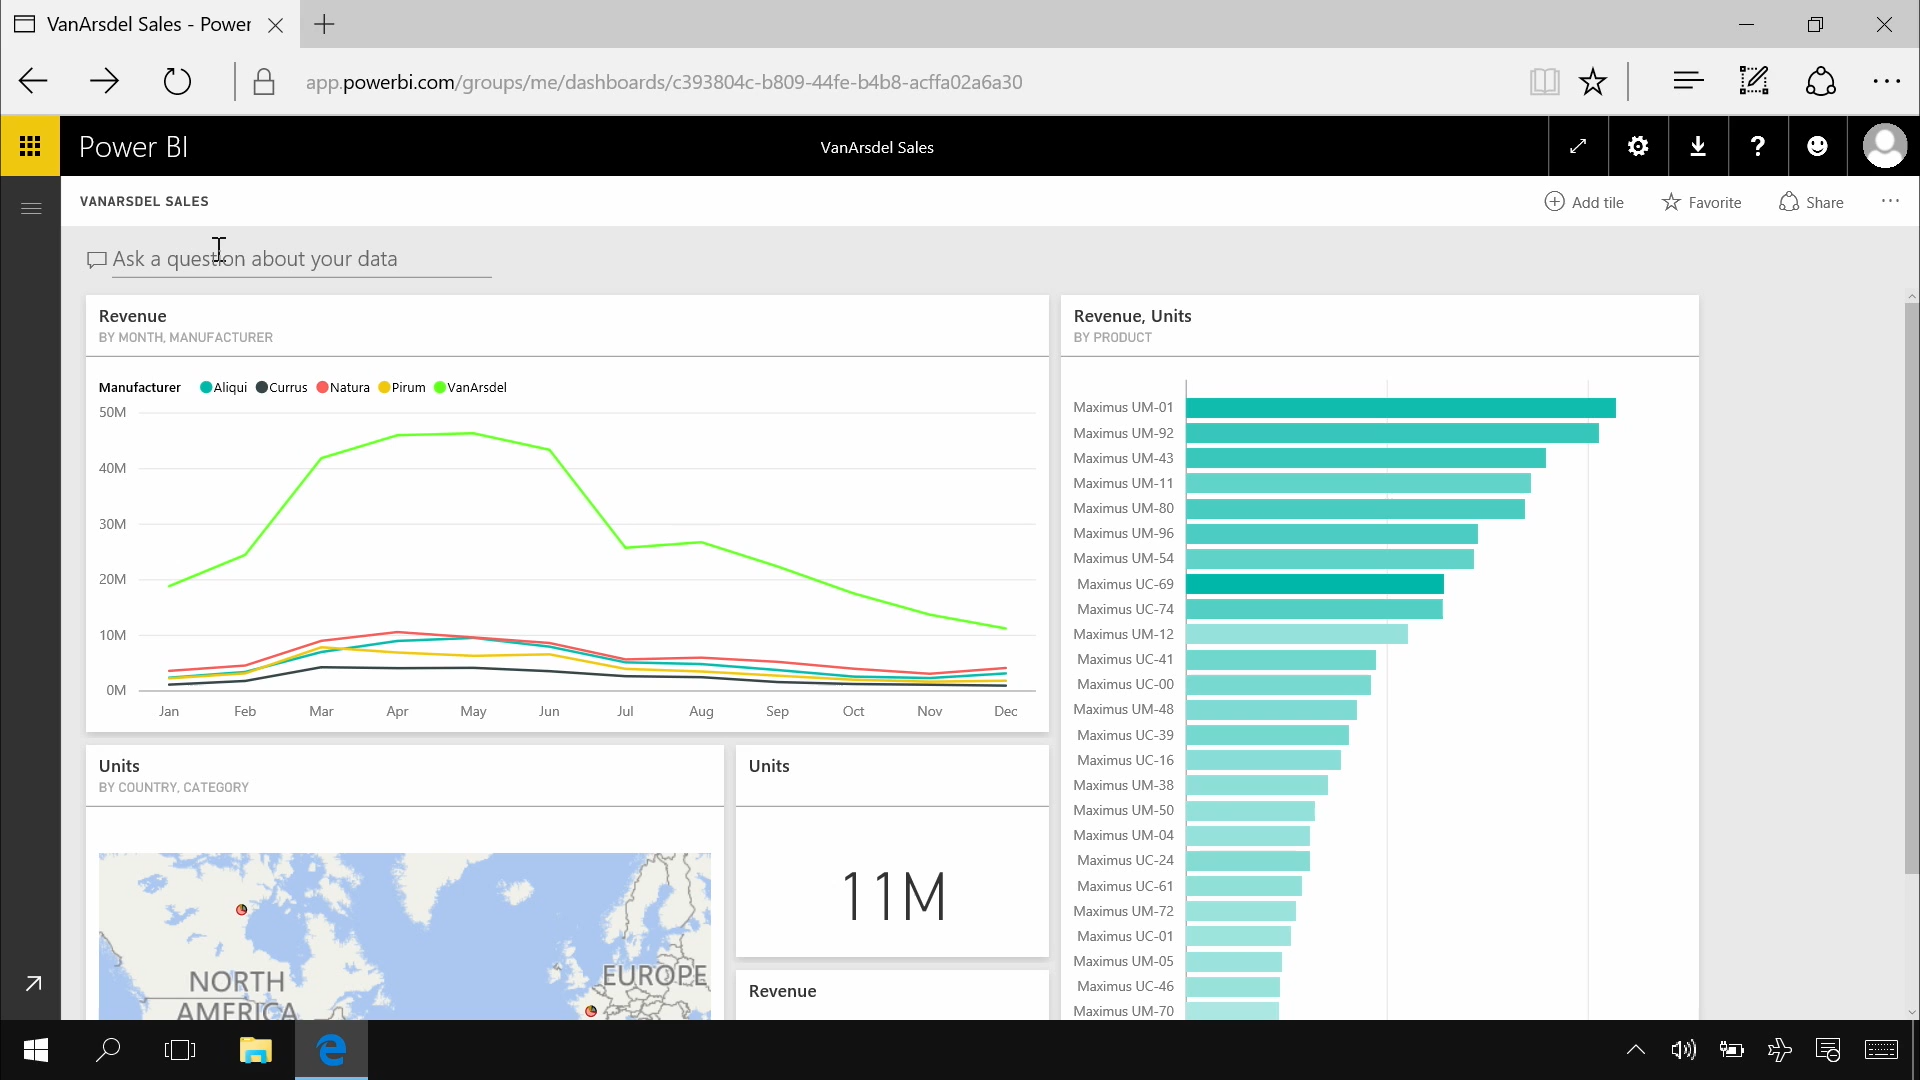 VanArsdel Sales - Power
app.powerbi.com/groups/me/dashboards/c393804c-b809-44fe-b4b8-acffa02a6a30
Power BI
VanArsdel Sales
?
VANARSDEL SALES
Add tile
Favorite
Share
Ask a question about your data
Revenue
BY MONTH, MANUFACTURER
Manufacturer Aliqui Currus Natura Pirum VanArsdel
50M
40M
30M
20M
10M
0M
Jan Feb Mar Apr May Jun Jul Aug Sep Oct Nov Dec
Revenue, Units
BY PRODUCT
Maximus UM-01
Maximus UM-92
Maximus UM-43
Maximus UM-11
Maximus UM-80
Maximus UM-96
Maximus UM-54
Maximus UC-69
Maximus UC-74
Maximus UM-12
Maximus UC-41
Maximus UC-00
Maximus UM-48
Maximus UC-39
Maximus UC-16
Maximus UM-38
Maximus UM-50
Maximus UM-04
Maximus UC-24
Maximus UC-61
Maximus UM-72
Maximus UC-01
Maximus UM-05
Maximus UC-46
Maximus UM-70
Units
BY COUNTRY, CATEGORY
NORTH
AMERICA
EUROPE
Units
11M
Revenue